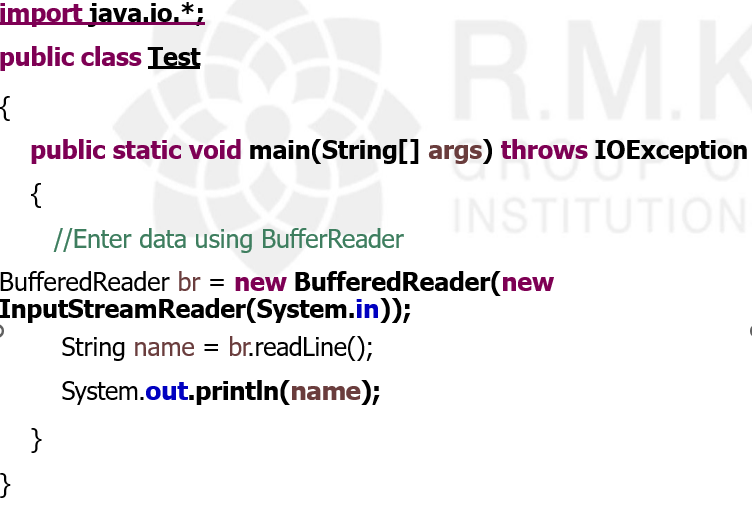 import java.io.*;
public class Test
{
public static void main(String[] args) throws IOException
{
//Enter data using BufferReader
BufferedReader br = new BufferedReader(new
InputStreamReader(System.in));
String name = br.readLine();
System.out.println(name);
}
}
R.M.K
GROUP O
INSTITUTION